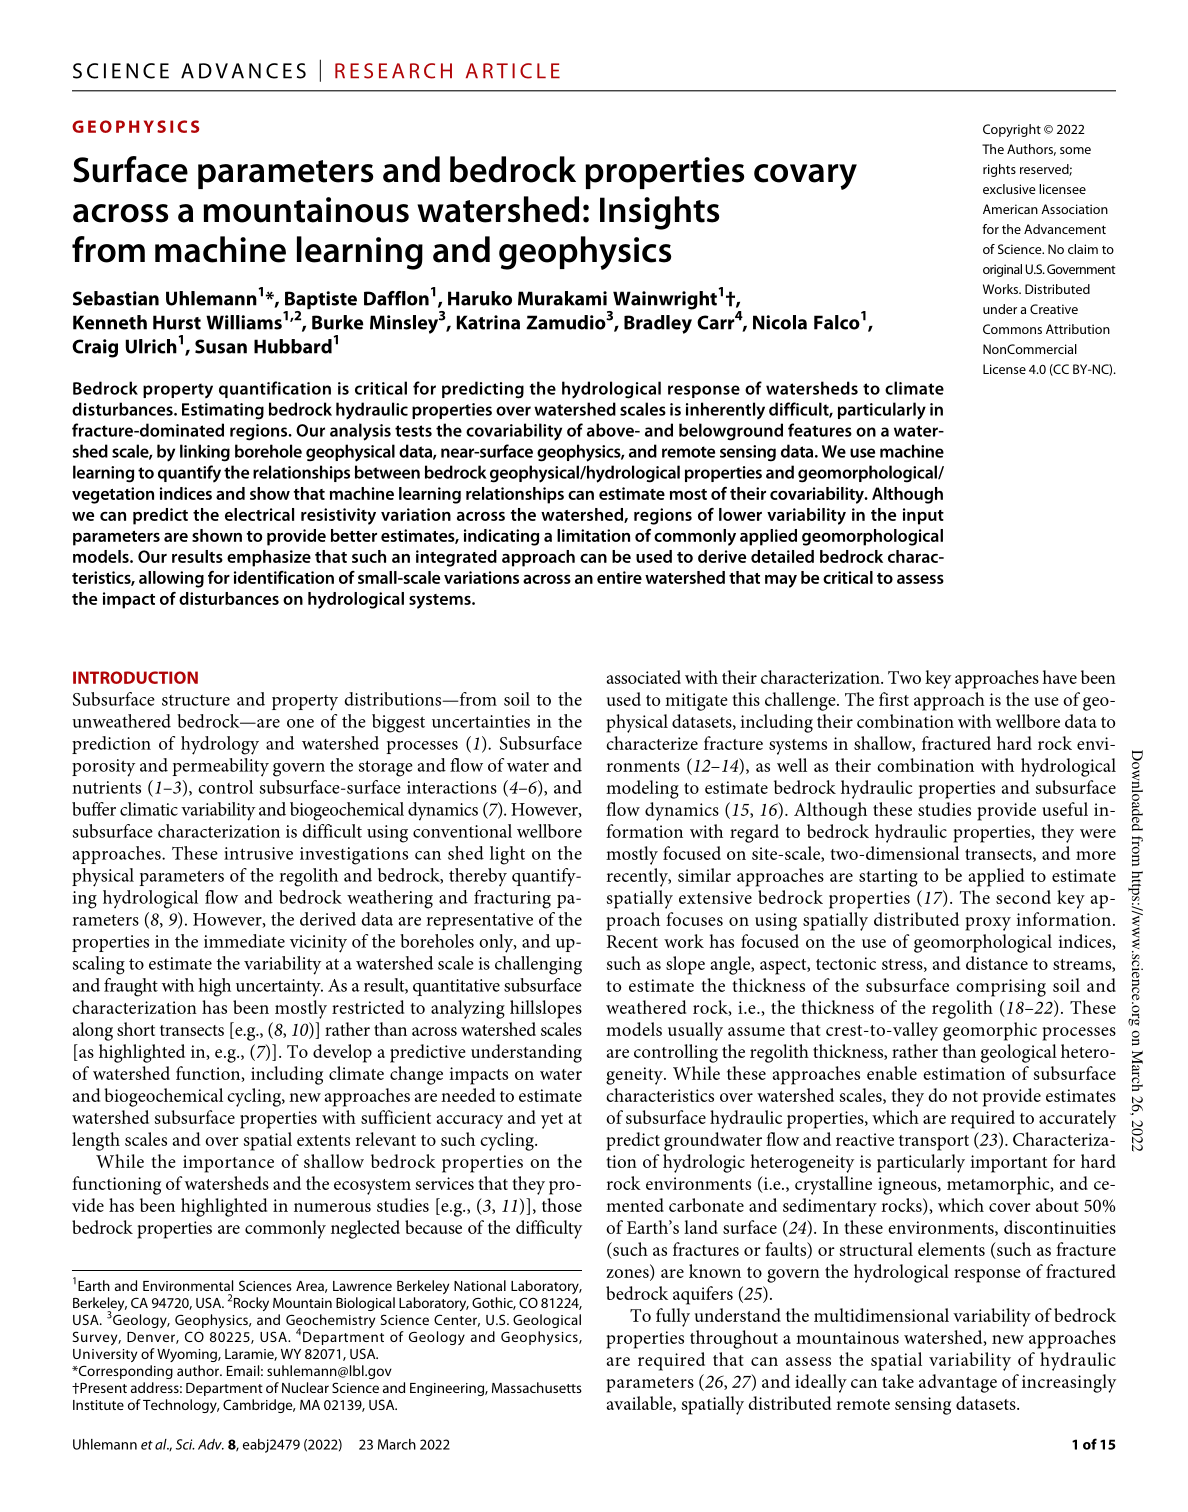 SCIENCE ADVANCES | RESEARCH ARTICLE
GEOPHYSICS
Surface parameters and bedrock properties covary
across a mountainous watershed: Insights
from machine learning and geophysics
Sebastian Uhlemann1*, Baptiste Dafflon1, Haruko Murakami Wainwright1†,
Kenneth Hurst Williams1,2, Burke Minsley3, Katrina Zamudio3, Bradley Carr4, Nicola Falco1,
Craig Ulrich1, Susan Hubbard1
Bedrock property quantification is critical for predicting the hydrological response of watersheds to climate
disturbances. Estimating bedrock hydraulic properties over watershed scales is inherently difficult, particularly in
fracture-dominated regions. Our analysis tests the covariability of above- and belowground features on a water-
shed scale, by linking borehole geophysical data, near-surface geophysics, and remote sensing data. We use machine
learning to quantify the relationships between bedrock geophysical/hydrological properties and geomorphological/
vegetation indices and show that machine learning relationships can estimate most of their covariability. Although
we can predict the electrical resistivity variation across the watershed, regions of lower variability in the input
parameters are shown to provide better estimates, indicating a limitation of commonly applied geomorphological
models. Our results emphasize that such an integrated approach can be used to derive detailed bedrock charac-
teristics, allowing for identification of small-scale variations across an entire watershed that may be critical to assess
the impact of disturbances on hydrological systems.
Copyright © 2022
The Authors, some
rights reserved;
exclusive licensee
American Association
for the Advancement
of Science. No claim to
original U.S. Government
Works. Distributed
under a Creative
Commons Attribution
NonCommercial
License 4.0 (CC BY-NC).
INTRODUCTION
Subsurface structure and property distributions—from soil to the
unweathered bedrock—are one of the biggest uncertainties in the
prediction of hydrology and watershed processes (1). Subsurface
porosity and permeability govern the storage and flow of water and
nutrients (1–3), control subsurface-surface interactions (4–6), and
buffer climatic variability and biogeochemical dynamics (7). However,
subsurface characterization is difficult using conventional wellbore
approaches. These intrusive investigations can shed light on the
physical parameters of the regolith and bedrock, thereby quantify-
ing hydrological flow and bedrock weathering and fracturing pa-
rameters (8, 9). However, the derived data are representative of the
properties in the immediate vicinity of the boreholes only, and up-
scaling to estimate the variability at a watershed scale is challenging
and fraught with high uncertainty. As a result, quantitative subsurface
characterization has been mostly restricted to analyzing hillslopes
along short transects [e.g., (8, 10)] rather than across watershed scales
[as highlighted in, e.g., (7)]. To develop a predictive understanding
of watershed function, including climate change impacts on water
and biogeochemical cycling, new approaches are needed to estimate
watershed subsurface properties with sufficient accuracy and yet at
length scales and over spatial extents relevant to such cycling.
While the importance of shallow bedrock properties on the
functioning of watersheds and the ecosystem services that they pro-
vide has been highlighted in numerous studies [e.g., (3, 11)], those
bedrock properties are commonly neglected because of the difficulty
1Earth and Environmental Sciences Area, Lawrence Berkeley National Laboratory,
Berkeley, CA 94720, USA. 2Rocky Mountain Biological Laboratory, Gothic, CO 81224,
USA. 3Geology, Geophysics, and Geochemistry Science Center, U.S. Geological
Survey, Denver, CO 80225, USA. 4Department of Geology and Geophysics,
University of Wyoming, Laramie, WY 82071, USA.
*Corresponding author. Email: suhlemann@lbl.gov
†Present address: Department of Nuclear Science and Engineering, Massachusetts
Institute of Technology, Cambridge, MA 02139, USA.
associated with their characterization. Two key approaches have been
used to mitigate this challenge. The first approach is the use of geo-
physical datasets, including their combination with wellbore data to
characterize fracture systems in shallow, fractured hard rock envi-
ronments (12–14), as well as their combination with hydrological
modeling to estimate bedrock hydraulic properties and subsurface
flow dynamics (15, 16). Although these studies provide useful in-
formation with regard to bedrock hydraulic properties, they were
mostly focused on site-scale, two-dimensional transects, and more
recently, similar approaches are starting to be applied to estimate
spatially extensive bedrock properties (17). The second key ap-
proach focuses on using spatially distributed proxy information.
Recent work has focused on the use of geomorphological indices,
such as slope angle, aspect, tectonic stress, and distance to streams,
to estimate the thickness of the subsurface comprising soil and
weathered rock, i.e., the thickness of the regolith (18–22). These
models usually assume that crest-to-valley geomorphic processes
are controlling the regolith thickness, rather than geological hetero-
geneity. While these approaches enable estimation of subsurface
characteristics over watershed scales, they do not provide estimates
of subsurface hydraulic properties, which are required to accurately
predict groundwater flow and reactive transport (23). Characteriza-
tion of hydrologic heterogeneity is particularly important for hard
rock environments (i.e., crystalline igneous, metamorphic, and ce-
mented carbonate and sedimentary rocks), which cover about 50%
of Earth’s land surface (24). In these environments, discontinuities
(such as fractures or faults) or structural elements (such as fracture
zones) are known to govern the hydrological response of fractured
bedrock aquifers (25).
To fully understand the multidimensional variability of bedrock
properties throughout a mountainous watershed, new approaches
are required that can assess the spatial variability of hydraulic
parameters (26, 27) and ideally can take advantage of increasingly
available, spatially distributed remote sensing datasets.
Downloaded from https://www.science.org on March 26, 2022
Uhlemann et al., Sci. Adv. 8, eabj2479 (2022) 23 March 2022
1 of 15